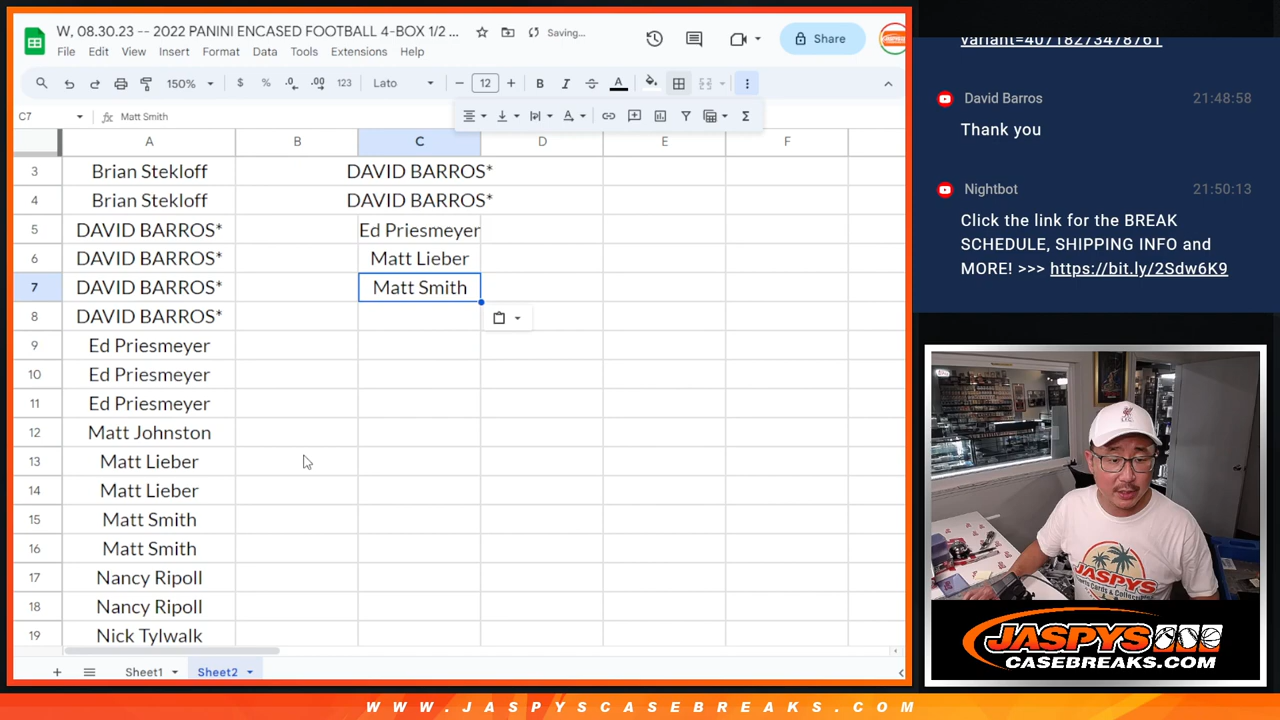 W, 08.30.23 -- 2022 PANINI ENCASED FOOTBALL 4-BOX 1/2 ...
Saving...
Share
File Edit View Insert Format Data Tools Extensions Help
150% $ % .0 .00 123 Lato 12 B I A
C7 fx Matt Smith
A B C D E F
3 Brian Stekloff DAVID BARROS*
4 Brian Stekloff DAVID BARROS*
5 DAVID BARROS* Ed Priesmeyer
6 DAVID BARROS* Matt Lieber
7 DAVID BARROS* Matt Smith
8 DAVID BARROS*
9 Ed Priesmeyer
10 Ed Priesmeyer
11 Ed Priesmeyer
12 Matt Johnston
13 Matt Lieber
14 Matt Lieber
15 Matt Smith
16 Matt Smith
17 Nancy Ripoll
18 Nancy Ripoll
19 Nick Tylwalk
Sheet1 Sheet2
variant=40718273478761
David Barros 21:48:58
Thank you
Nightbot 21:50:13
Click the link for the BREAK
SCHEDULE, SHIPPING INFO and
MORE! >>> https://bit.ly/2Sdw6K9
JASPYS
JASPYS
CASEBREAKS.COM
WWW.JASPYSCASEBREAKS.COM